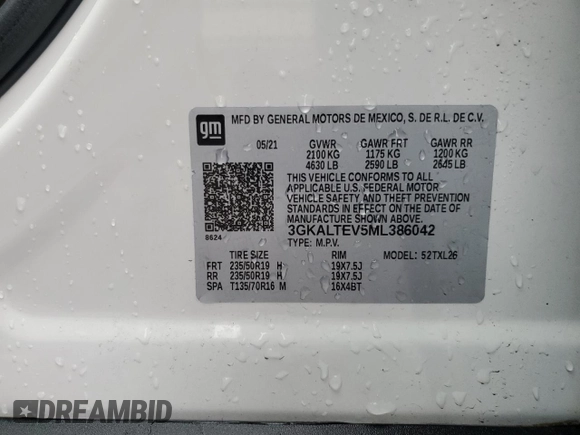 gm
MFD BY GENERAL MOTORS DE MEXICO, S. DE R.L. DE C.V.
05/21 GVWR GAWR FRT GAWR RR
2100 KG 1175 KG 1200 KG
4630 LB 2590 LB 2645 LB
THIS VEHICLE CONFORMS TO ALL
APPLICABLE U.S. FEDERAL MOTOR
VEHICLE SAFETY AND THEFT PREVENTION
STANDARDS IN EFFECT ON THE DATE OF
MANUFACTURE SHOWN ABOVE.
8624 3GKALTEV5ML386042
TYPE: M.P.V.
TIRE SIZE RIM MODEL: 52TXL26
FRT 235/50R19 H 19X7.5J
RR 235/50R19 H 19X7.5J
SPA T135/70R16 M 16X4BT
DREAMBID